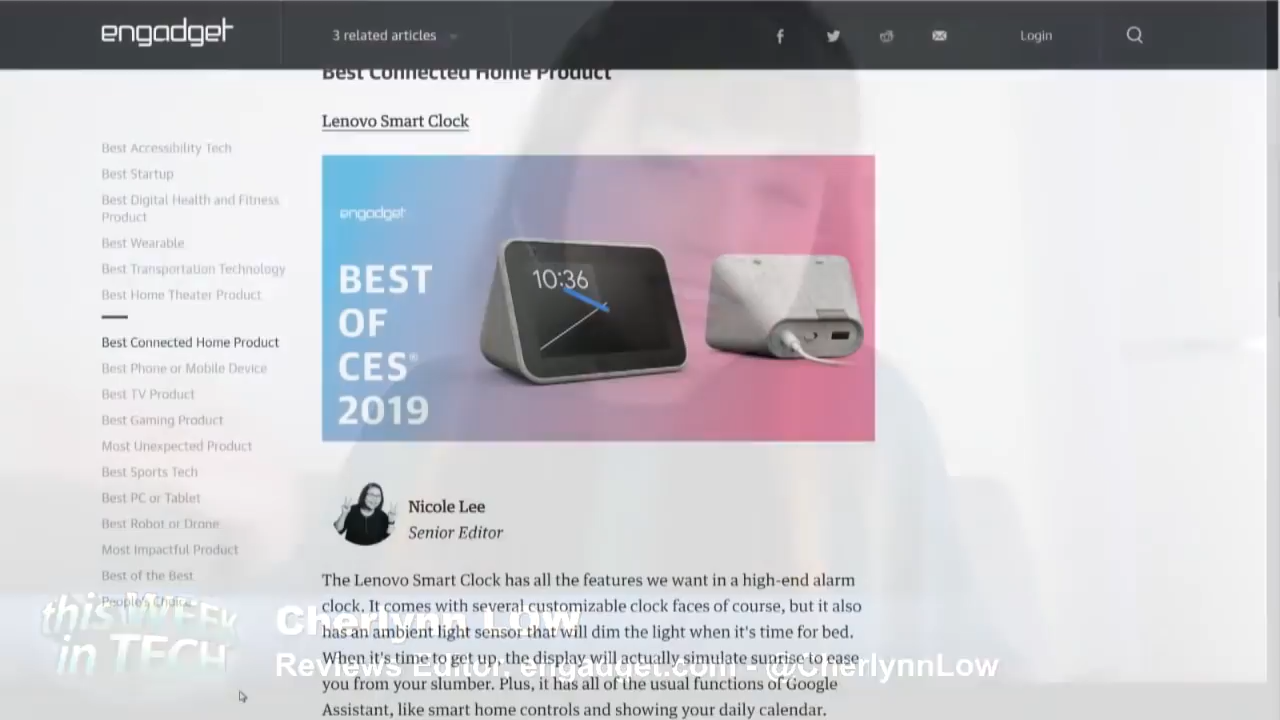 engadget
3 related articles
Login
Best Connected Home Product
Lenovo Smart Clock
Best Accessibility Tech
Best Startup
Best Digital Health and Fitness
Product
Best Wearable
Best Transportation Technology
Best Home Theater Product
Best Connected Home Product
Best Phone or Mobile Device
Best TV Product
Best Gaming Product
Most Unexpected Product
Best Sports Tech
Best PC or Tablet
Best Robot or Drone
Most Impactful Product
Best of the Best
People's Choice
engadget
BEST
OF
CES®
2019
10:36
Nicole Lee
Senior Editor
The Lenovo Smart Clock has all the features we want in a high-end alarm
clock. It comes with several customizable clock faces of course, but it also
has an ambient light sensor that will dim the light when it's time for bed.
When it's time to get up, the display will actually simulate sunrise to ease
you from your slumber. Plus, it has all of the usual functions of Google
Assistant, like smart home controls and showing your daily calendar.
this WEEK
in TECH
Cherlynn LOW
Reviews Editor, engadget.com - @CherlynnLow